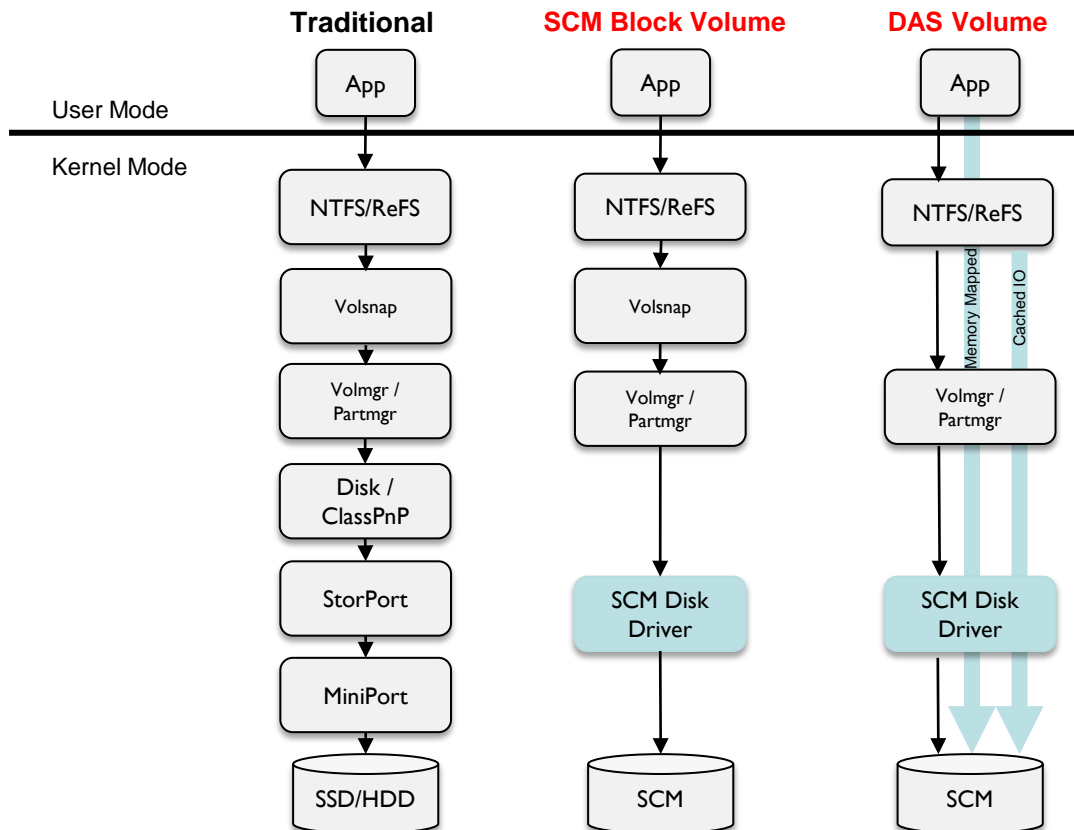 Traditional
SCM Block Volume
DAS Volume
App
App
App
User Mode
Kernel Mode
NTFS/ReFS
NTFS/ReFS
NTFS/ReFS
Volsnap
Volsnap
Memory Mapped
Cached IO
Volmgr /
Partmgr
Volmgr /
Partmgr
Volmgr /
Partmgr
Disk /
ClassPnP
StorPort
SCM Disk
Driver
SCM Disk
Driver
MiniPort
SSD/HDD
SCM
SCM